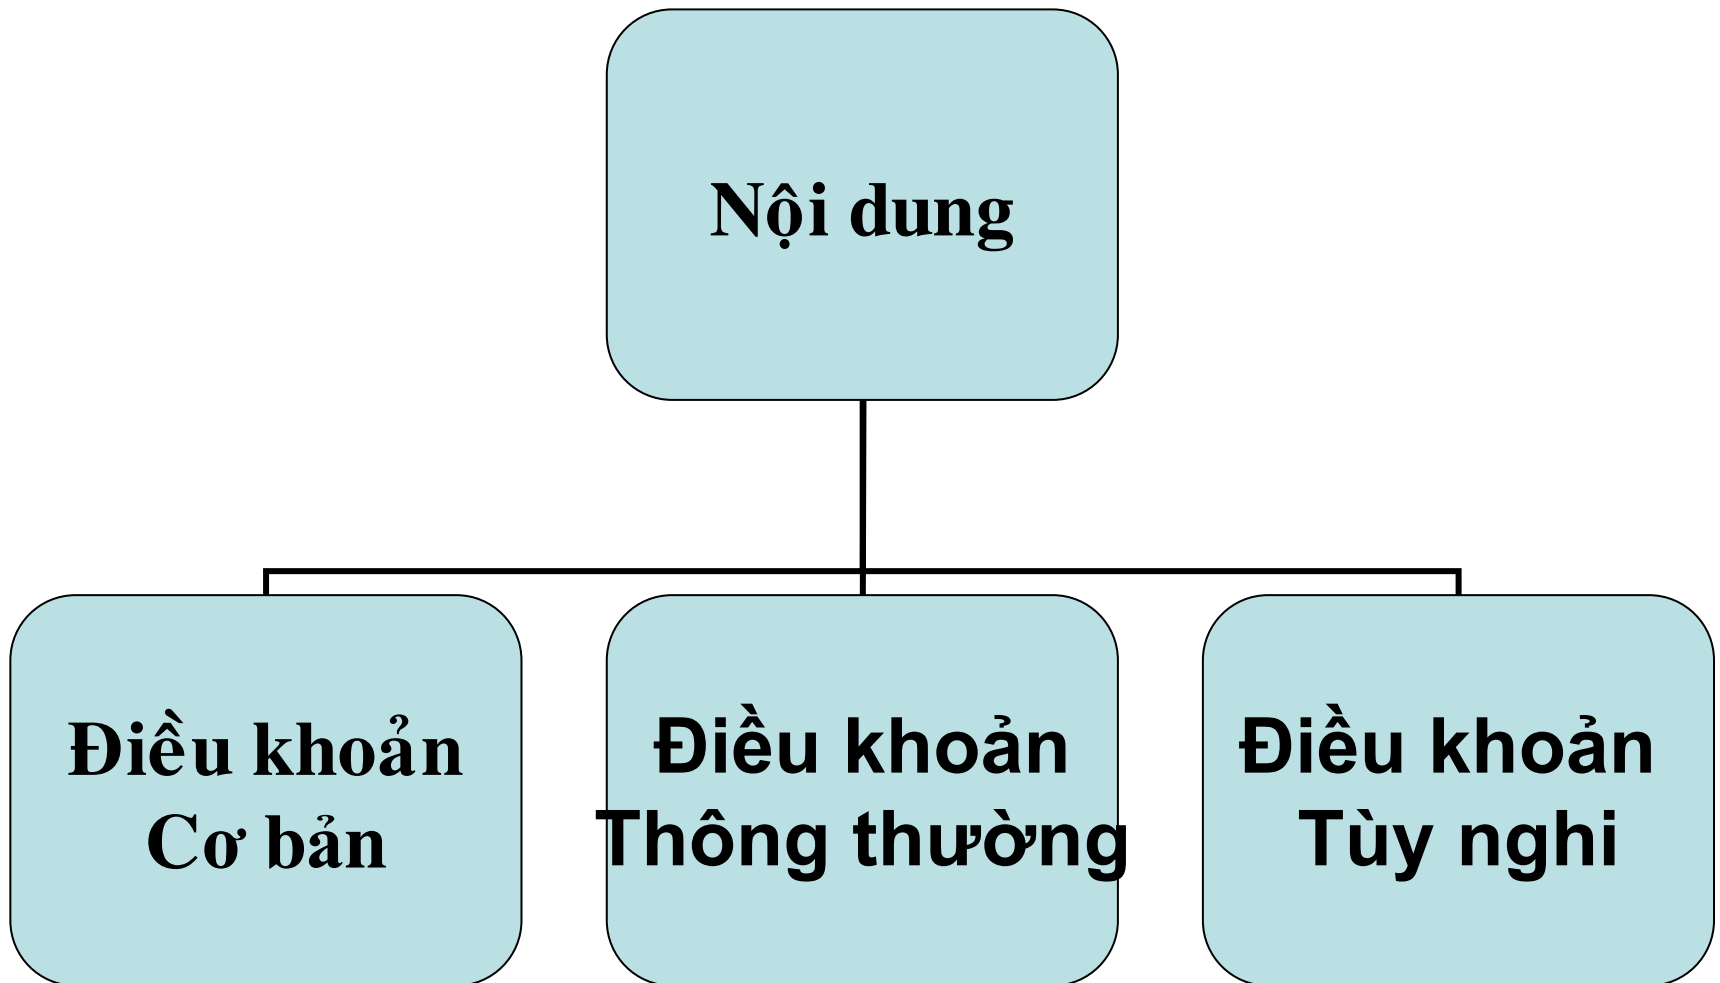 Nội dung
Điều khoản
Cơ bản
Điều khoản
Thông thường
Điều khoản
Tùy nghi